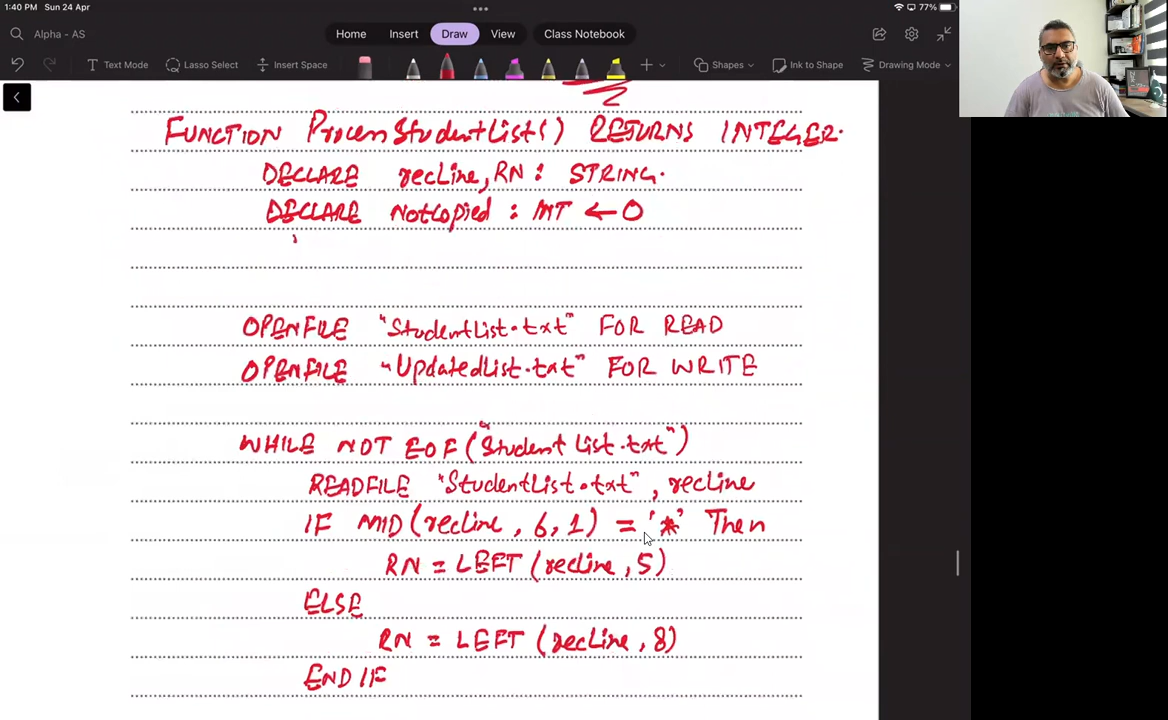 1:40 PM Sun 24 Apr
77%
Alpha - AS
Home Insert Draw View Class Notebook
Text Mode Lasso Select Insert Space Shapes Ink to Shape Drawing Mode
FUNCTION ProcessStudentList() RETURNS INTEGER.
DECLARE recline, RN : STRING.
DECLARE NotCopied : INT ← 0
OPENFILE "StudentList.txt" FOR READ
OPENFILE "UpdatedList.txt" FOR WRITE
WHILE NOT EOF("Student List.txt")
READFILE "StudentList.txt", recline
IF MID(recline, 6, 1) = '*' Then
RN = LEFT (recline, 5)
ELSE
RN = LEFT (recline, 8)
ENDIF